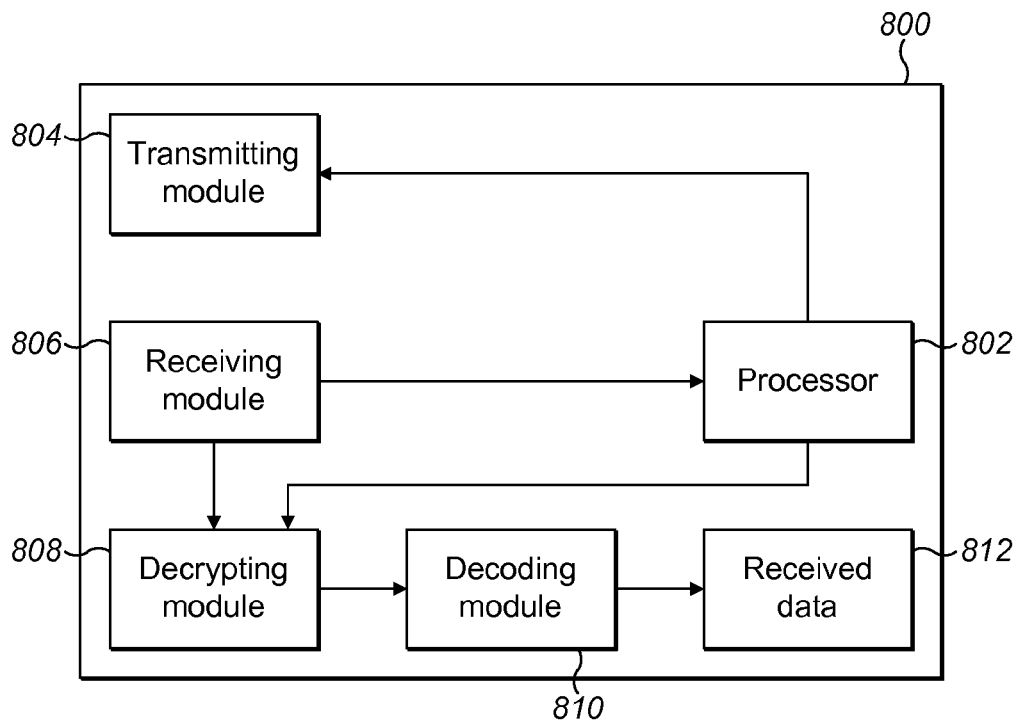 800
804
Transmitting
module
806
Receiving
module
802
Processor
808
Decrypting
module
Decoding
module
810
Received
data
812